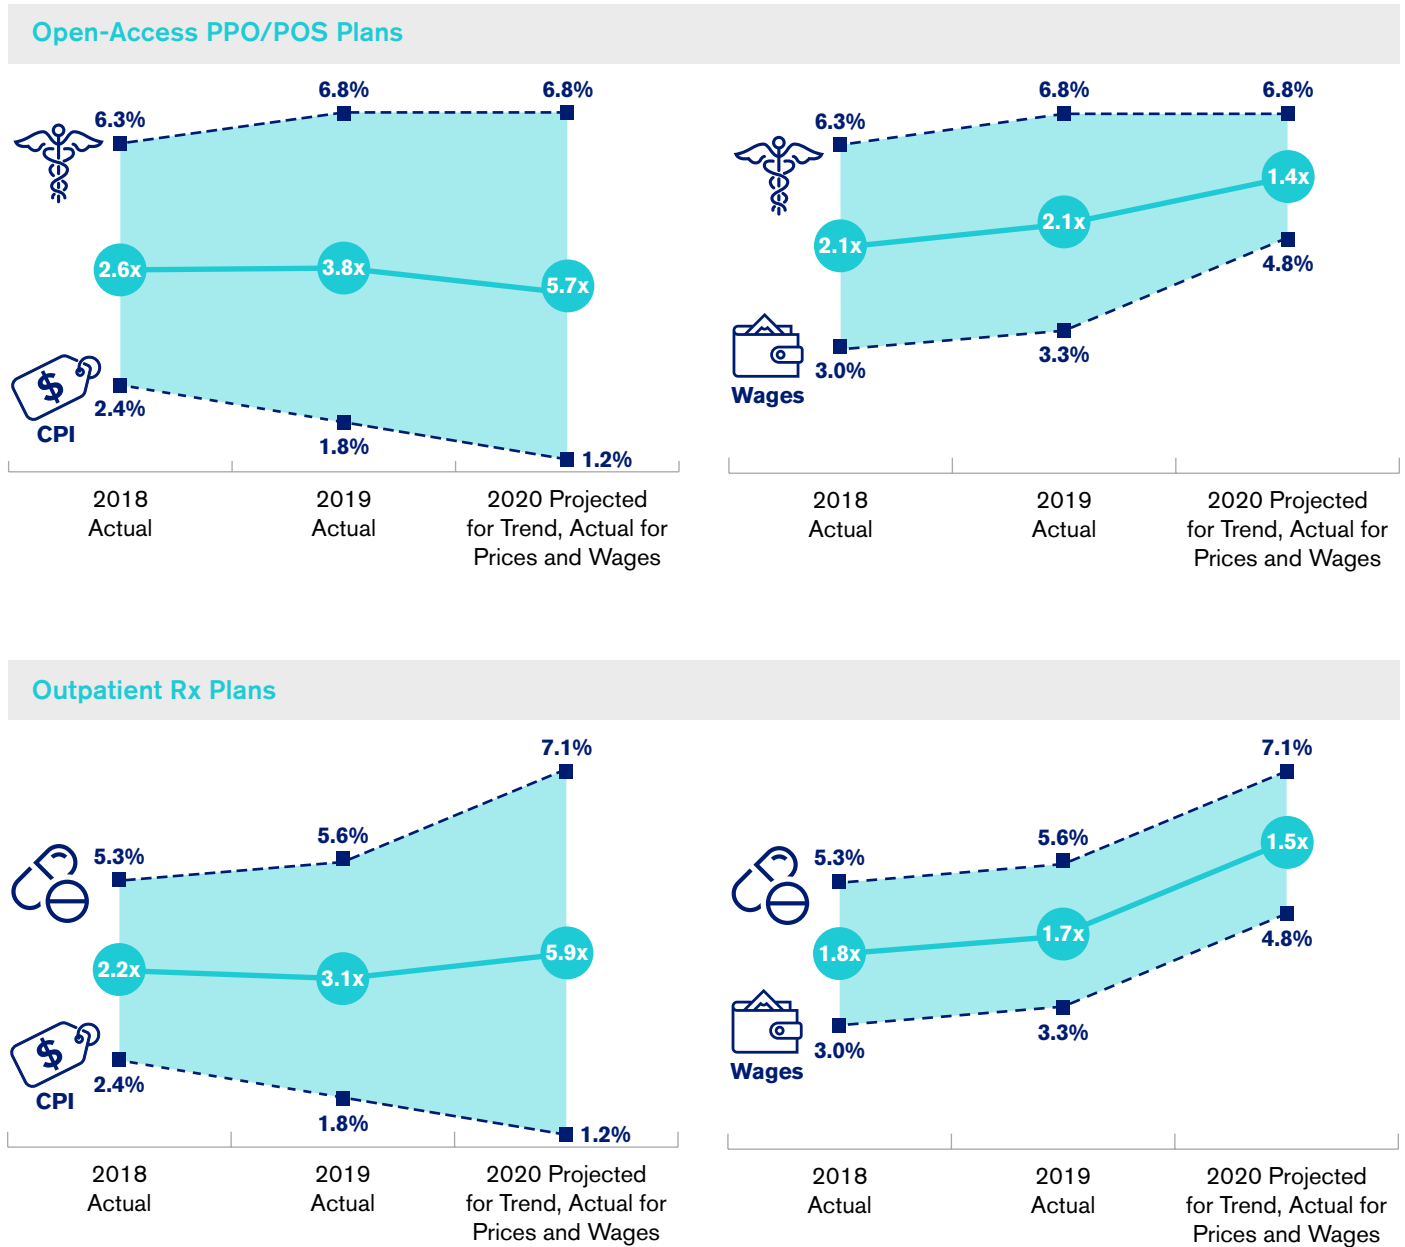 Open-Access PPO/POS Plans
6.3%
6.8%
6.8%
2.6x
3.8x
5.7x
$
CPI
2.4%
1.8%
1.2%
2018
Actual
2019
Actual
2020 Projected
for Trend, Actual for
Prices and Wages
6.3%
6.8%
6.8%
2.1x
2.1x
1.4x
Wages
3.0%
3.3%
4.8%
2018
Actual
2019
Actual
2020 Projected
for Trend, Actual for
Prices and Wages
Outpatient Rx Plans
5.3%
5.6%
7.1%
2.2x
3.1x
5.9x
$
CPI
2.4%
1.8%
1.2%
2018
Actual
2019
Actual
2020 Projected
for Trend, Actual for
Prices and Wages
5.3%
5.6%
7.1%
1.8x
1.7x
1.5x
Wages
3.0%
3.3%
4.8%
2018
Actual
2019
Actual
2020 Projected
for Trend, Actual for
Prices and Wages